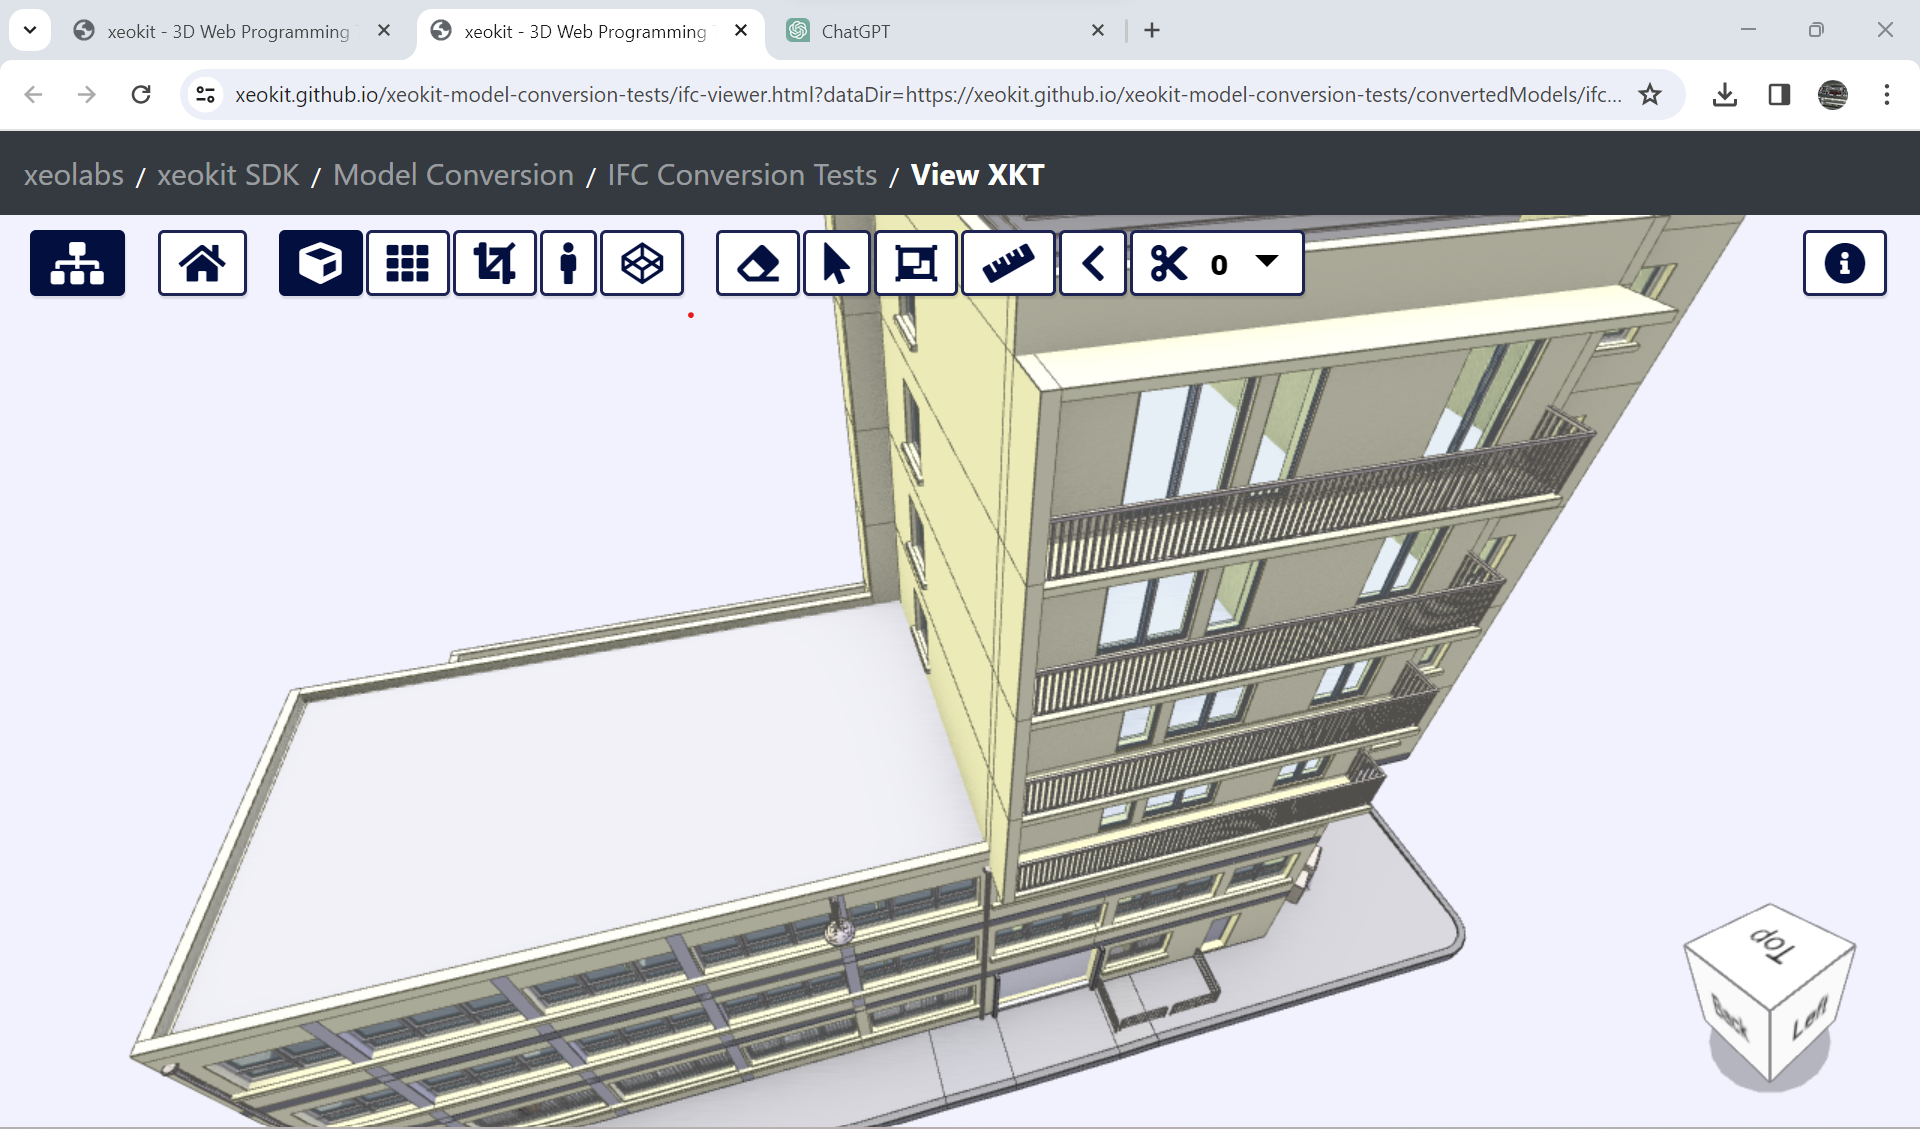 xeokit - 3D Web Programming
xeokit - 3D Web Programming
ChatGPT
xeokit.github.io/xeokit-model-conversion-tests/ifc-viewer.html?dataDir=https://xeokit.github.io/xeokit-model-conversion-tests/convertedModels/ifc...
xeolabs / xeokit SDK / Model Conversion / IFC Conversion Tests / View XKT
0
Top
Back
Left